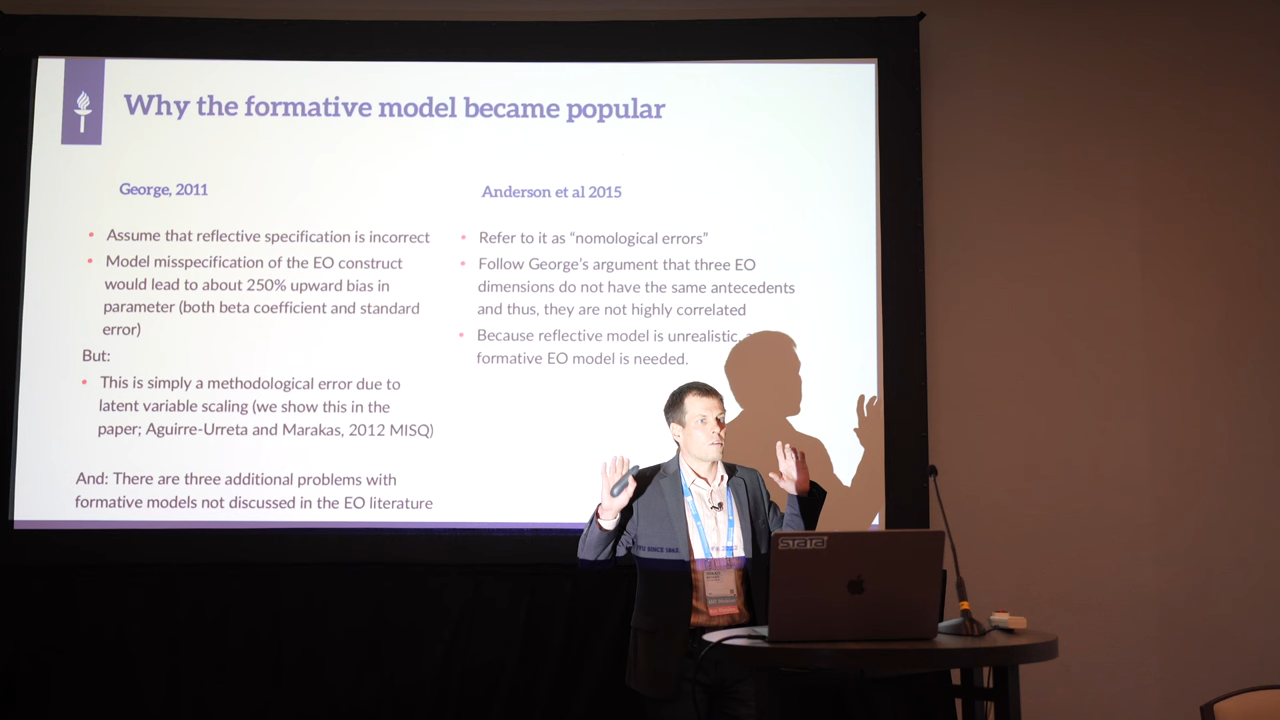 Why the formative model became popular
George, 2011
• Assume that reflective specification is incorrect
• Model misspecification of the EO construct
would lead to about 250% upward bias in
parameter (both beta coefficient and standard
error)
But:
• This is simply a methodological error due to
latent variable scaling (we show this in the
paper; Aguirre-Urreta and Marakas, 2012 MISQ)
And: There are three additional problems with
formative models not discussed in the EO literature
Anderson et al 2015
• Refer to it as “nomological errors”
• Follow George’s argument that three EO
dimensions do not have the same antecedents
and thus, they are not highly correlated
• Because reflective model is unrealistic,
formative EO model is needed.
JYU SINCE 1863.
STATA